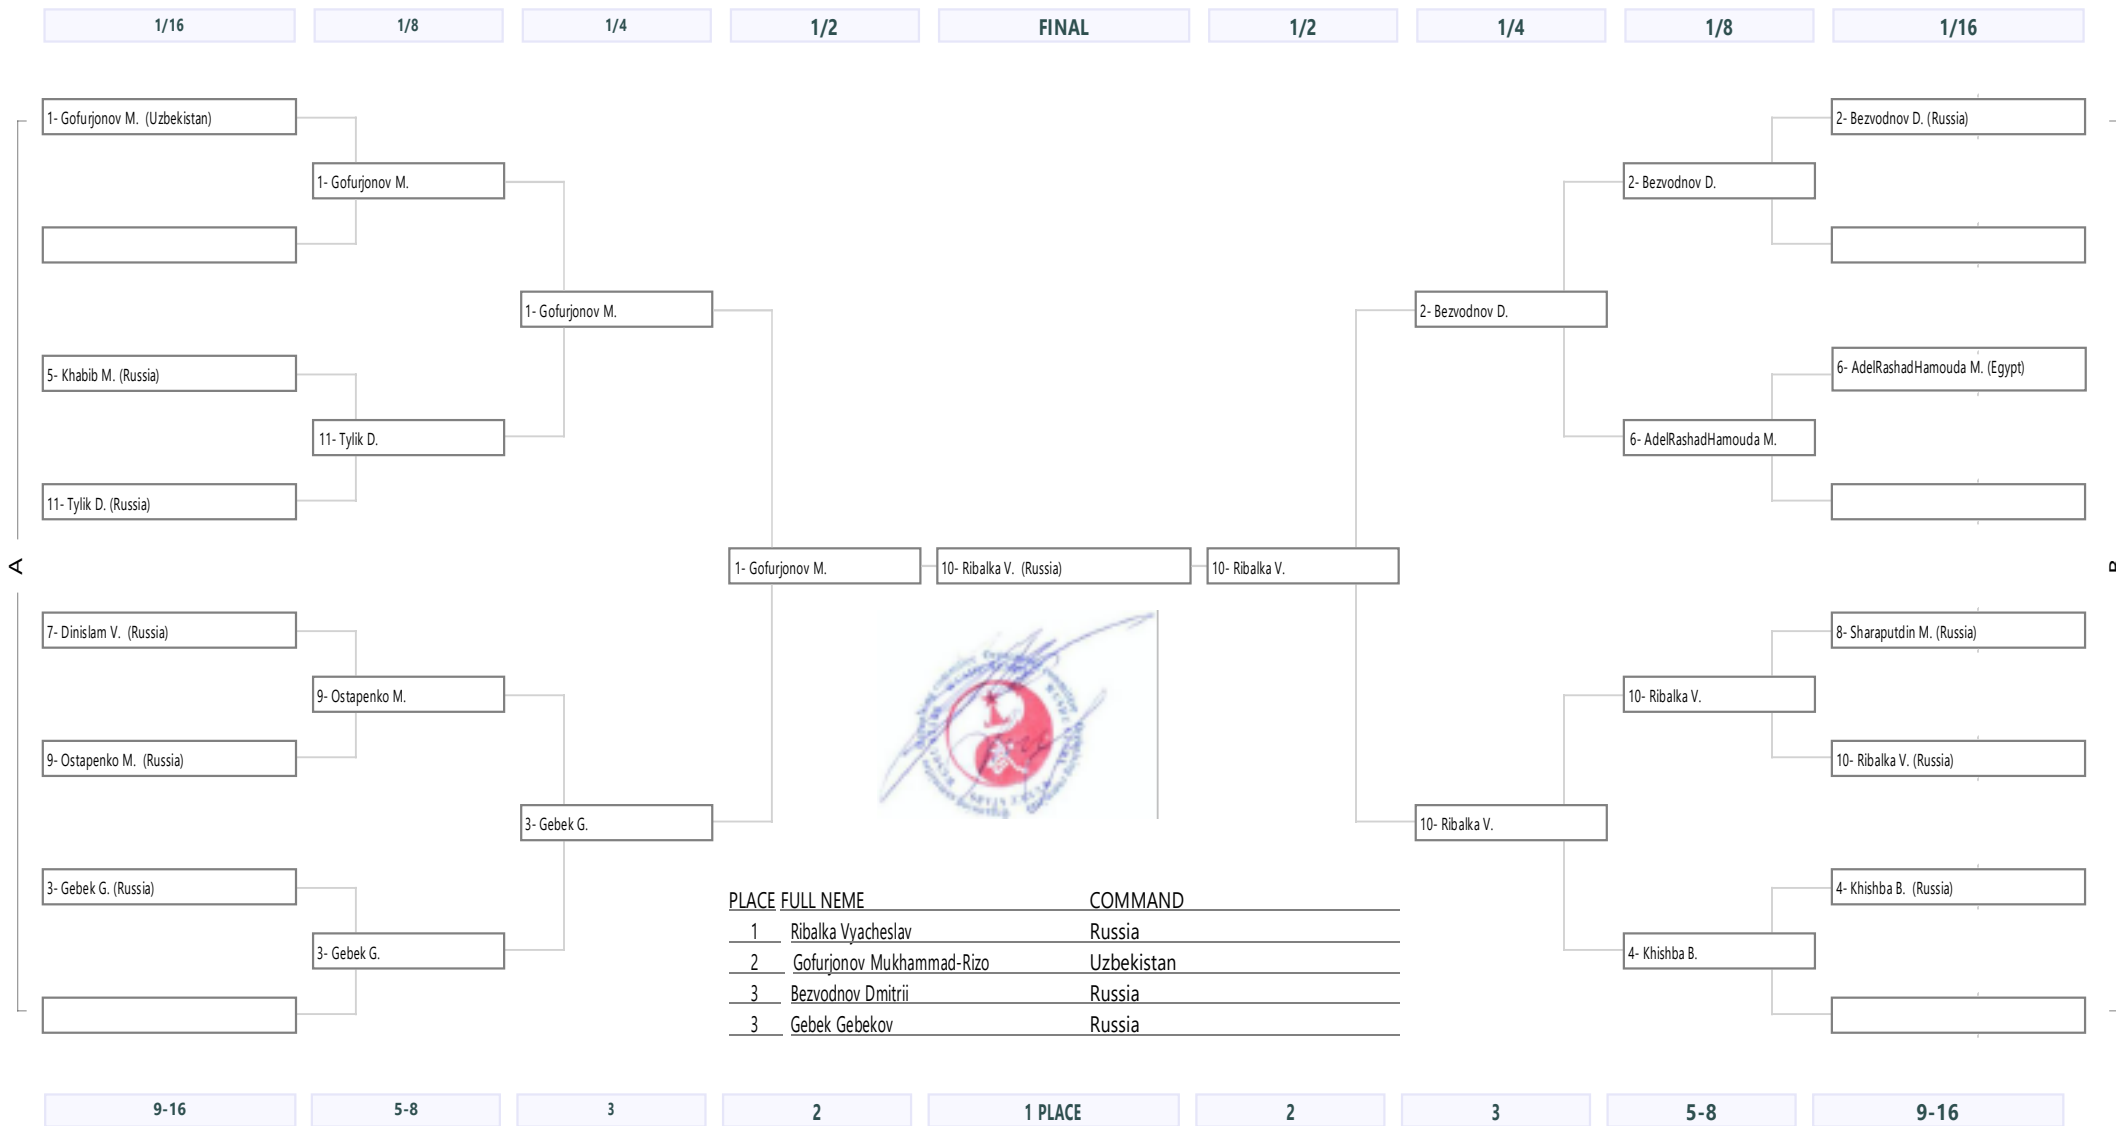 1/16 1/8 1/4 1/2 FINAL 1/2 1/4 1/8 1/16
1- Gofurjonov M. (Uzbekistan) 2- Bezvodnov D. (Russia)
1- Gofurjonov M. 2- Bezvodnov D.
1- Gofurjonov M. 2- Bezvodnov D.
5- Khabib M. (Russia) 6- AdelRashadHamouda M. (Egypt)
11- Tylik D. 6- AdelRashadHamouda M.
11- Tylik D. (Russia)
A 1- Gofurjonov M. 10- Ribalka V. (Russia) 10- Ribalka V.
7- Dinislam V. (Russia) 8- Sharaputdin M. (Russia)
9- Ostapenko M. 10- Ribalka V.
9- Ostapenko M. (Russia) 10- Ribalka V. (Russia)
3- Gebek G. 10- Ribalka V.
3- Gebek G. (Russia) 4- Khishba B. (Russia)
PLACE FULL NEME COMMAND
1 Ribalka Vyacheslav Russia
3- Gebek G. 4- Khishba B.
2 Gofurjonov Mukhammad-Rizo Uzbekistan
3 Bezvodnov Dmitrii Russia
3 Gebek Gebekov Russia
9-16 5-8 3 2 1 PLACE 2 3 5-8 9-16